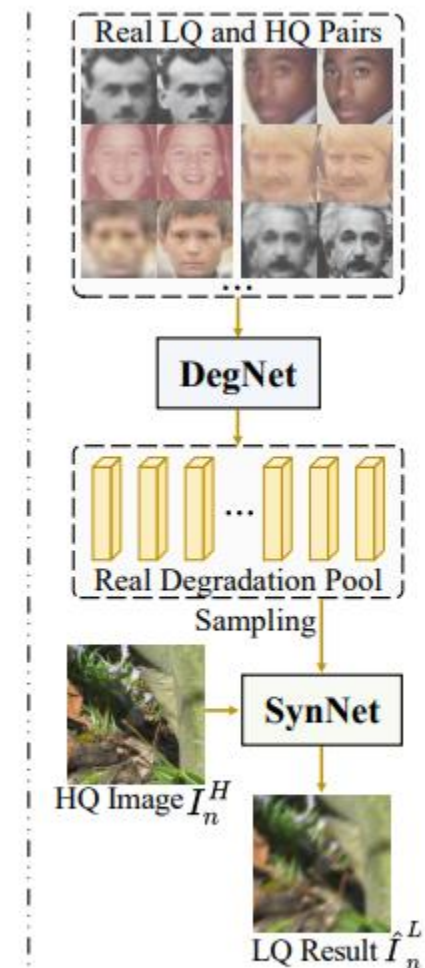 Real LQ and HQ Pairs
...
DegNet
...
Real Degradation Pool
Sampling
SynNet
HQ Image I_n^H
LQ Result Î_n^L